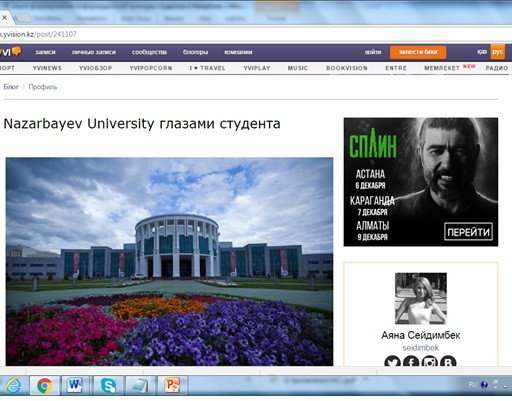 .yvision.kz/post/241107
YVI
записи личные записи сообщества блогеры компании войти завести блог қаз рус
ПОРТ YVINEWS YVIОБЗОР YVIPOPCORN I ♥ TRAVEL YVIPLAY MUSIC BOOKVISION ENTRE МЕМЛЕКЕТ NEW РАДИО
Блог Профиль
Nazarbayev University глазами студента
СПЛИН
АСТАНА
6 ДЕКАБРЯ
КАРАГАНДА
7 ДЕКАБРЯ
АЛМАТЫ
9 ДЕКАБРЯ
ПЕРЕЙТИ
Аяна Сейдимбек
seidimbek
RU